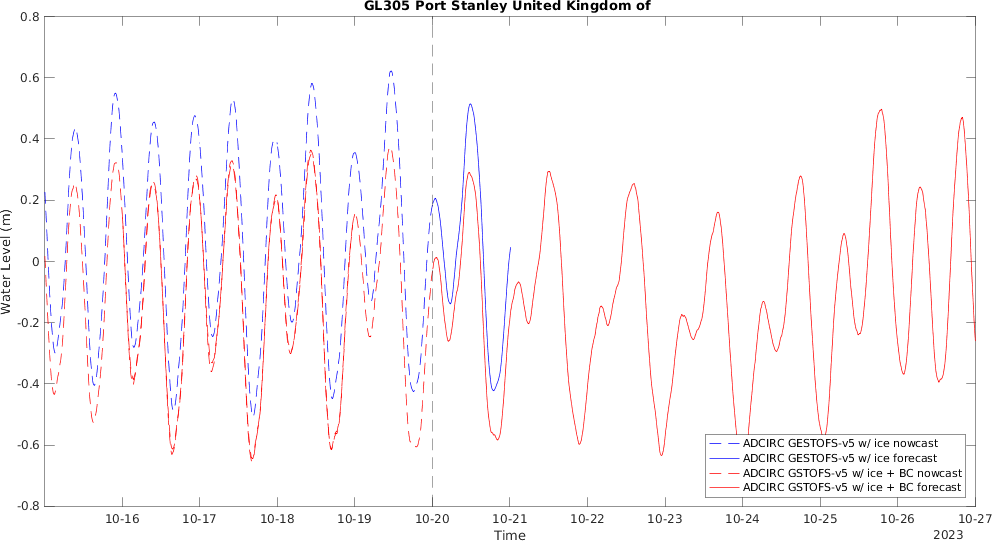 GL305 Port Stanley United Kingdom of
0.8
0.6
0.4
0.2
0
-0.2
-0.4
-0.6
-0.8
Water Level (m)
ADCIRC GESTOFS-v5 w/ ice nowcast
ADCIRC GESTOFS-v5 w/ ice forecast
ADCIRC GSTOFS-v5 w/ ice + BC nowcast
ADCIRC GSTOFS-v5 w/ ice + BC forecast
10-16 10-17 10-18 10-19 10-20 10-21 10-22 10-23 10-24 10-25 10-26 10-27
Time 2023